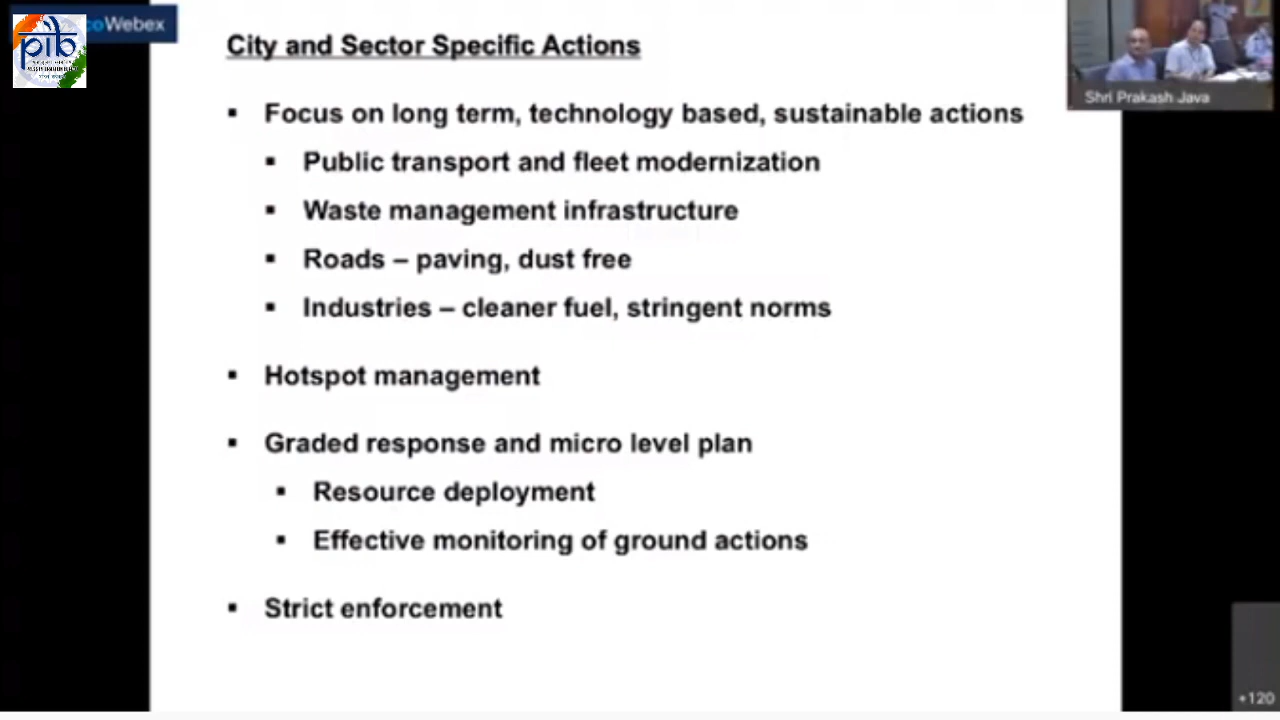 coWebex
pib
City and Sector Specific Actions
Shri Prakash Java
▪ Focus on long term, technology based, sustainable actions
▪ Public transport and fleet modernization
▪ Waste management infrastructure
▪ Roads – paving, dust free
▪ Industries – cleaner fuel, stringent norms
▪ Hotspot management
▪ Graded response and micro level plan
▪ Resource deployment
▪ Effective monitoring of ground actions
▪ Strict enforcement
+120